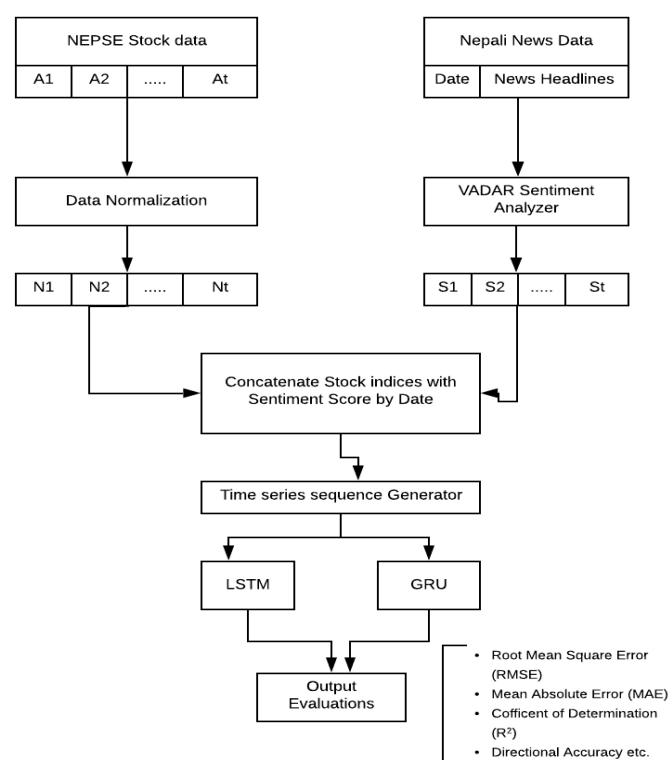 NEPSE Stock data
A1 A2 ..... At
Nepali News Data
Date News Headlines
Data Normalization
VADAR Sentiment
Analyzer
N1 N2 ..... Nt
S1 S2 ..... St
Concatenate Stock indices with
Sentiment Score by Date
Time series sequence Generator
LSTM
GRU
Output
Evaluations
• Root Mean Square Error
(RMSE)
• Mean Absolute Error (MAE)
• Cofficent of Determination
(R²)
• Directional Accuracy etc.